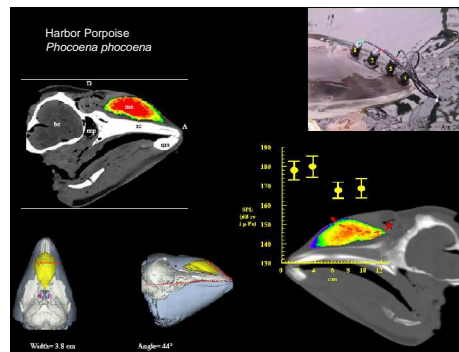 Harbor Porpoise
Phocoena phocoena
D
me
bc
A
190
180
170
SPL
(dB re
1 μPa)
160
150
140
130
0 2 4 6 8 10 12
cm
Width= 3.8 cm
Angle= 44°